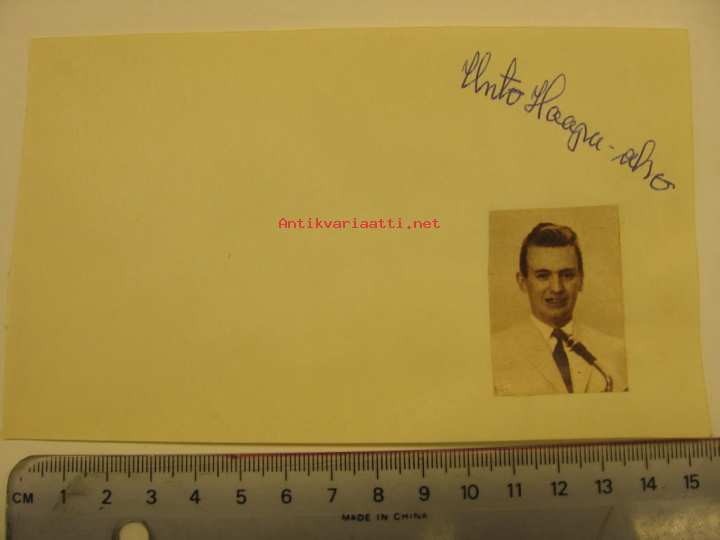 Unto Haapa-aho
Antikvariaatti.net
CM 1 2 3 4 5 6 7 8 9 10 11 12 13 14 15
MADE IN CHINA